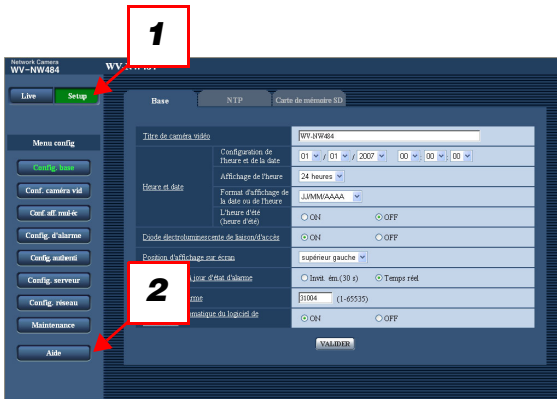 1
Network Camera
WV-NW484
Live
Setup
Base
NTP
Carte de mémoire SD
Menu config
Config. base
Conf. caméra vid
Conf. aff. mul-éc
Config. d'alarme
Config. authenti
Config. serveur
Config. réseau
Maintenance
Aide
Titre de caméra vidéo
WV-NW484
Heure et date
Configuration de l'heure et de la date
01 / 01 / 2007 00 : 00 : 00
Affichage de l'heure
24 heures
Format d'affichage de la date ou de l'heure
JJ/MM/AAAA
L'heure d'été (heure d'été)
ON OFF
Diode électroluminescente de liaison/d'accès
ON OFF
Position d'affichage sur écran
supérieur gauche
jour d'état d'alarme
Invit. ém.(30 s) Temps réel
2
31004 (1-65535)
du logiciel de
ON OFF
VALIDER